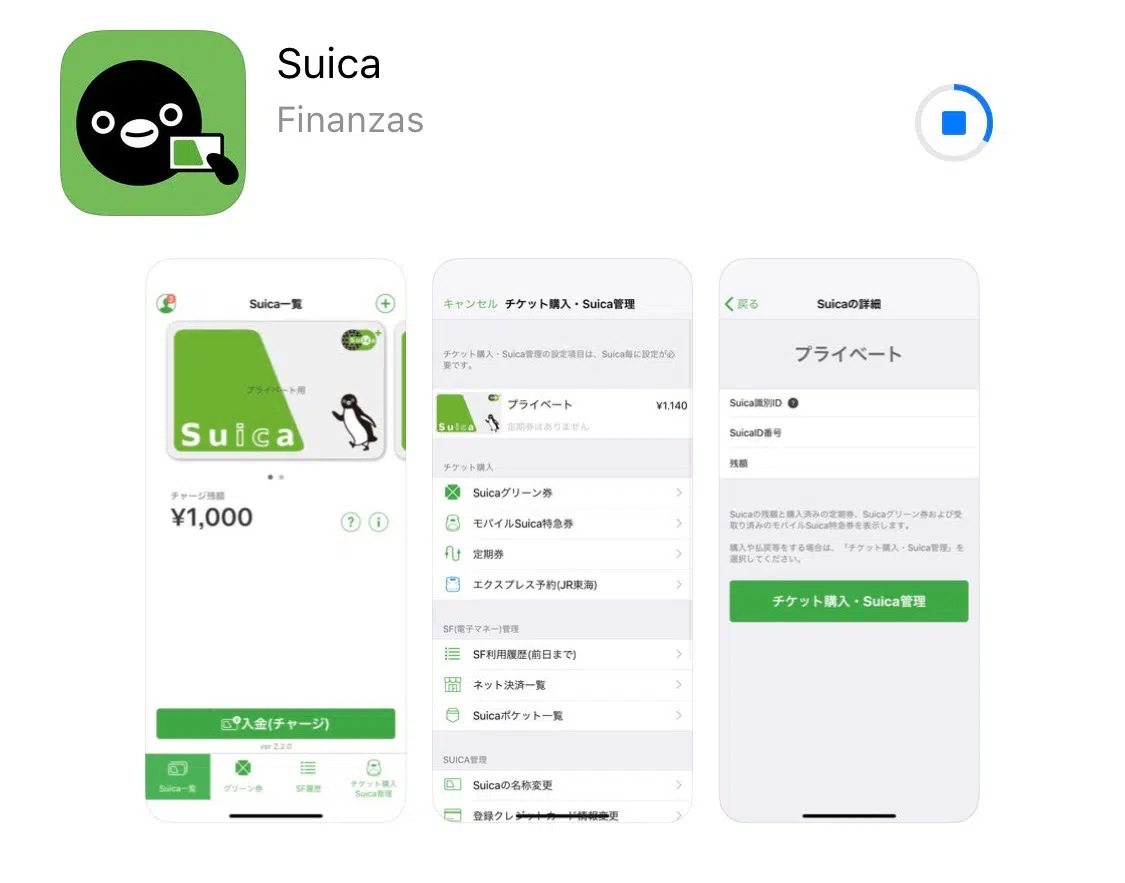 Suica
Finanzas
3
Suica一覧
プライベート用
Suica
チャージ残額
¥1,000
?
i
入金(チャージ)
ver 2.2.0
Suica一覧
グリーン券
SF履歴
チケット購入
Suica管理
キャンセル チケット購入・Suica管理
チケット購入・Suica管理の設定項目は、Suica毎に設定が必
要です。
Suica
プライベート
¥1,140
定期券はありません
チケット購入
Suicaグリーン券
モバイルSuica特急券
定期券
エクスプレス予約(JR東海)
SF(電子マネー)管理
SF利用履歴(前日まで)
ネット決済一覧
Suicaポケット一覧
SUICA管理
Suicaの名称変更
登録クレジットカード情報変更
戻る
Suicaの詳細
プライベート
Suica識別ID ?
SuicaID番号
残額
Suicaの残額と購入済みの定期券、Suicaグリーン券および受
取り済みのモバイルSuica特急券を表示します。
購入や払戻等をする場合は、「チケット購入・Suica管理」を
選択してください。
チケット購入・Suica管理